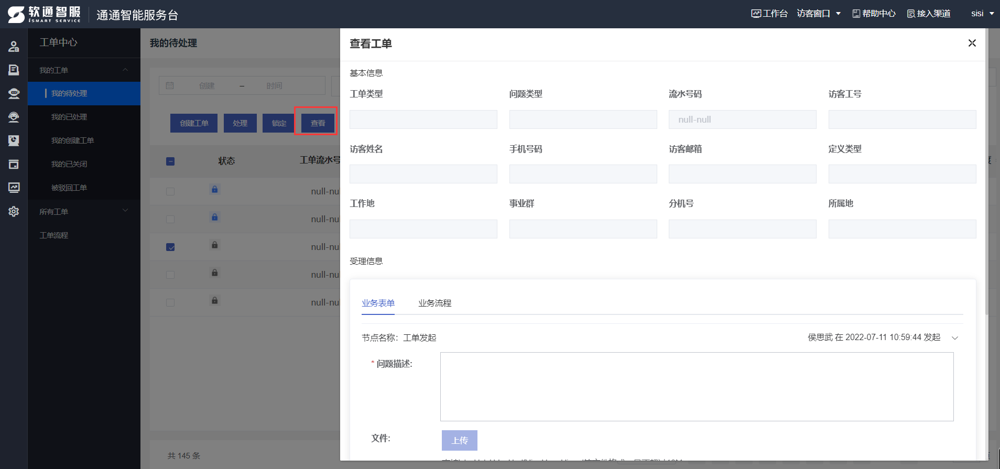 软通智服
iSMART SERVICE
通通智能服务台
工作台
访客窗口
帮助中心
接入渠道
sisi
工单中心
我的工单
我的待处理
我的已处理
我的创建工单
我的已关闭
被驳回工单
所有工单
工单流程
我的待处理
创建 – 时间
创建工单
处理
锁定
查看
状态
工单流水号
null-nu
null-nu
null-nu
null-nu
null-nu
共 145 条
查看工单
基本信息
工单类型
问题类型
流水号码
访客工号
null-null
访客姓名
手机号码
访客邮箱
定义类型
工作地
事业群
分机号
所属地
受理信息
业务表单
业务流程
节点名称：工单发起
侯思武 在 2022-07-11 10:59:44 发起
* 问题描述:
文件:
上传